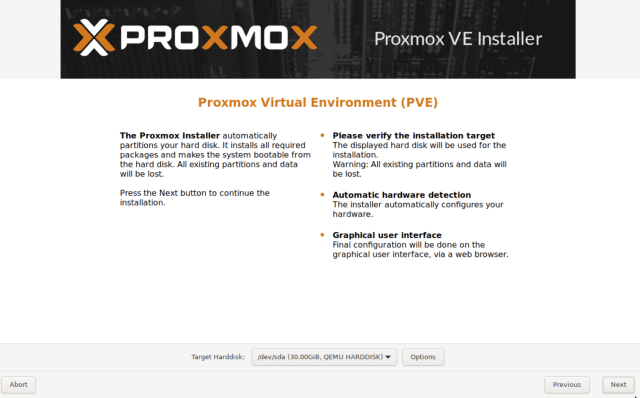 PROXMOX
Proxmox VE Installer
Proxmox Virtual Environment (PVE)
The Proxmox Installer automatically
partitions your hard disk. It installs all required
packages and makes the system bootable from
the hard disk. All existing partitions and data
will be lost.
Press the Next button to continue the
installation.
• Please verify the installation target
The displayed hard disk will be used for the
installation.
Warning: All existing partitions and data will
be lost.
• Automatic hardware detection
The installer automatically configures your
hardware.
• Graphical user interface
Final configuration will be done on the
graphical user interface, via a web browser.
Target Harddisk: /dev/sda (30.00GiB, QEMU HARDDISK) Options
Abort Previous Next